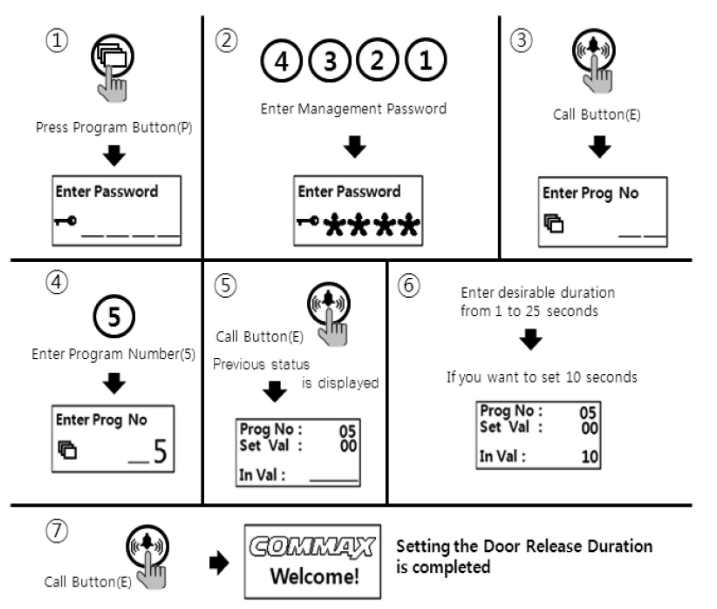 ①
Press Program Button(P)
Enter Password
_ _ _ _
②
4 3 2 1
Enter Management Password
Enter Password
****
③
Call Button(E)
Enter Prog No
_ _
④
5
Enter Program Number(5)
Enter Prog No
_5
⑤
Call Button(E)
Previous status
is displayed
Prog No : 05
Set Val : 00
In Val : ____
⑥
Enter desirable duration
from 1 to 25 seconds
If you want to set 10 seconds
Prog No : 05
Set Val : 00
In Val : 10
⑦
Call Button(E)
COMMAX
Welcome!
Setting the Door Release Duration
is completed